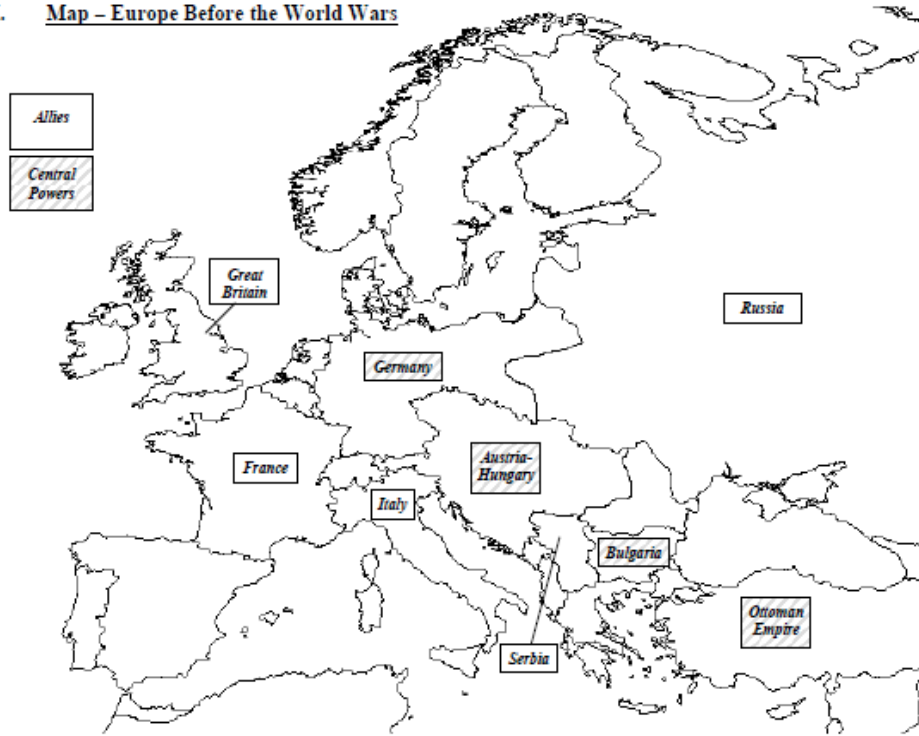 Map – Europe Before the World Wars
Allies
Central
Powers
Great
Britain
Russia
Germany
France
Austria-
Hungary
Italy
Bulgaria
Ottoman
Empire
Serbia